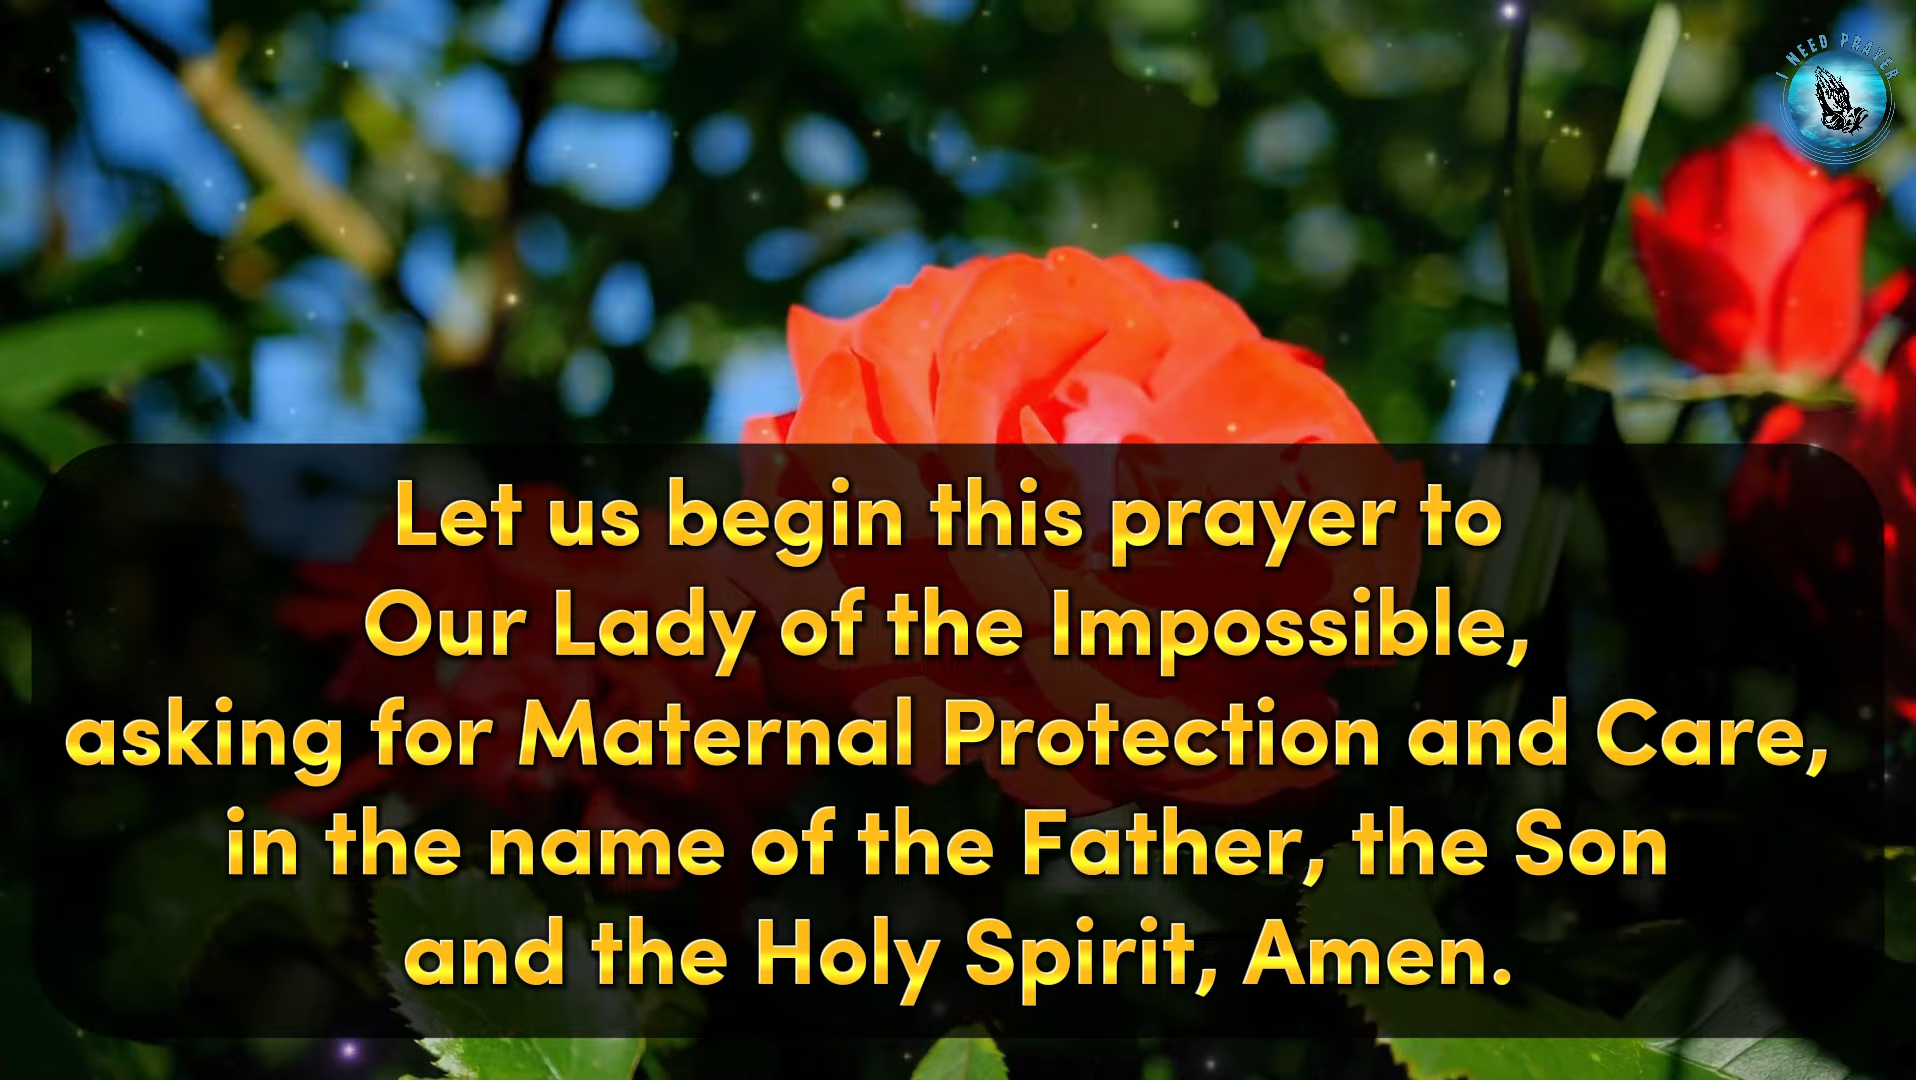 I NEED PRAYER
Let us begin this prayer to
Our Lady of the Impossible,
asking for Maternal Protection and Care,
in the name of the Father, the Son
and the Holy Spirit, Amen.